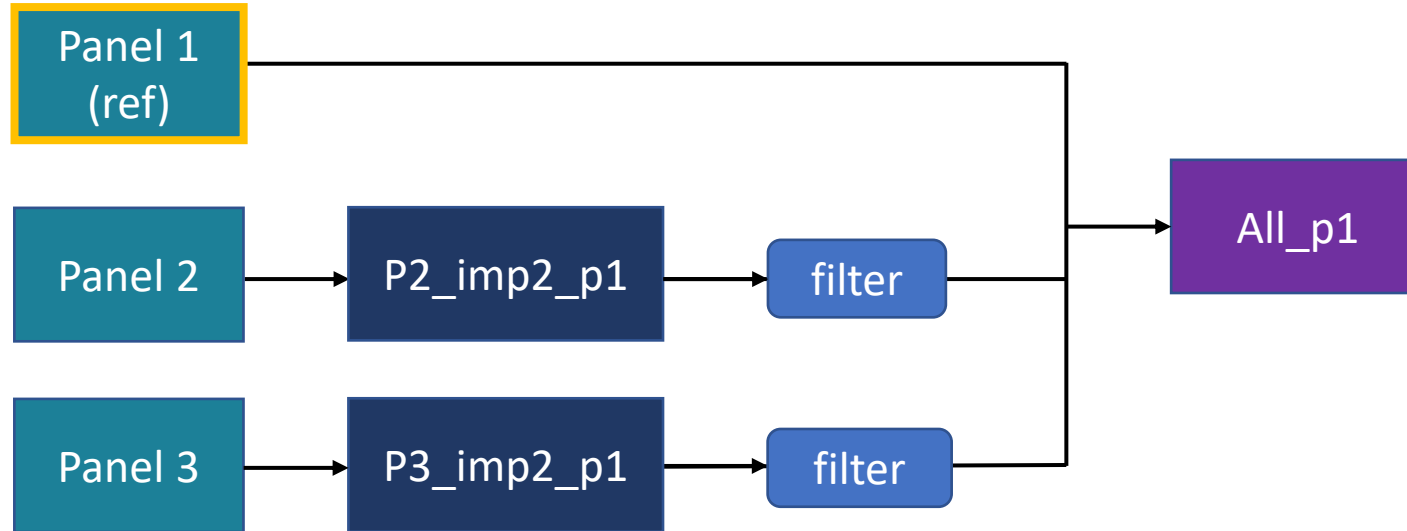 Panel 1
(ref)
All_p1
Panel 2
P2_imp2_p1
filter
Panel 3
P3_imp2_p1
filter